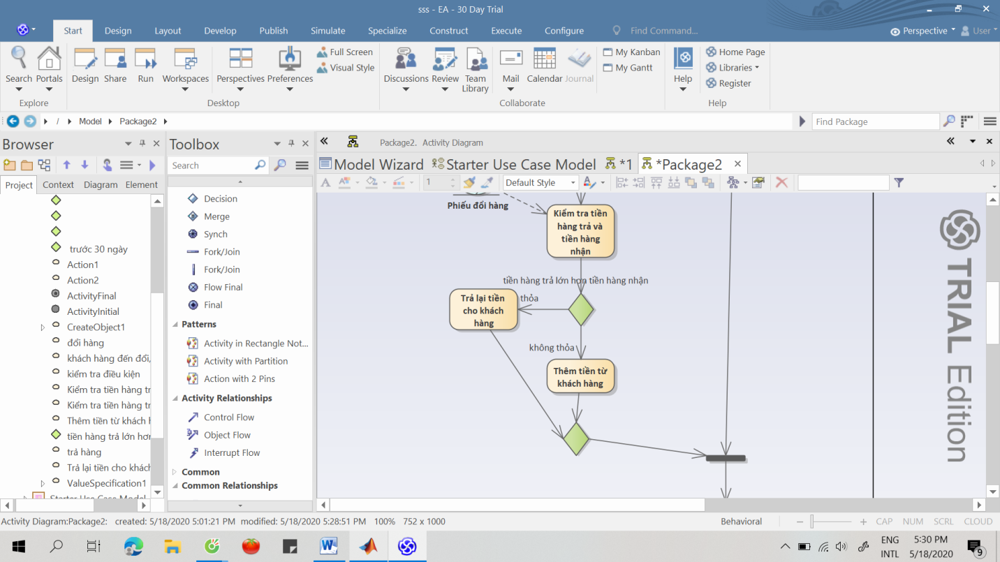 sss - EA - 30 Day Trial
Start Design Layout Develop Publish Simulate Specialize Construct Execute Configure Find Command... Perspective User
Search Portals Design Share Run Workspaces Perspectives Preferences Full Screen Visual Style Discussions Review Team Library Mail Calendar Journal My Kanban My Gantt Help Home Page Libraries Register
Explore Desktop Collaborate Help
/ Model Package2 Find Package
Browser
Project Context Diagram Element
trước 30 ngày
Action1
Action2
ActivityFinal
ActivityInitial
CreateObject1
đổi hàng
khách hàng đến đổi,
kiểm tra điều kiện
Kiểm tra tiền hàng tr
Kiểm tra tiền hàng tr
Thêm tiền từ khách h
tiền hàng trả lớn hơn
trả hàng
Trả lại tiền cho khách
ValueSpecification1
Starter Use Case Model
Toolbox
Search
Decision
Merge
Synch
Fork/Join
Fork/Join
Flow Final
Final
Patterns
Activity in Rectangle Not...
Activity with Partition
Action with 2 Pins
Activity Relationships
Control Flow
Object Flow
Interrupt Flow
Common
Common Relationships
Package2. Activity Diagram
Model Wizard Starter Use Case Model *1 *Package2
A 1 Default Style
Phiếu đổi hàng
Kiểm tra tiền
hàng trả và
tiền hàng
nhận
tiền hàng trả lớn hơn tiền hàng nhận
Trả lại tiền
cho khách
hàng
thỏa
không thỏa
Thêm tiền từ
khách hàng
TRIAL Edition
Activity Diagram:Package2: created: 5/18/2020 5:01:21 PM modified: 5/18/2020 5:28:51 PM 100% 752 x 1000 Behavioral CAP NUM SCRL CLOUD
ENG
INTL
5:30 PM
5/18/2020
9